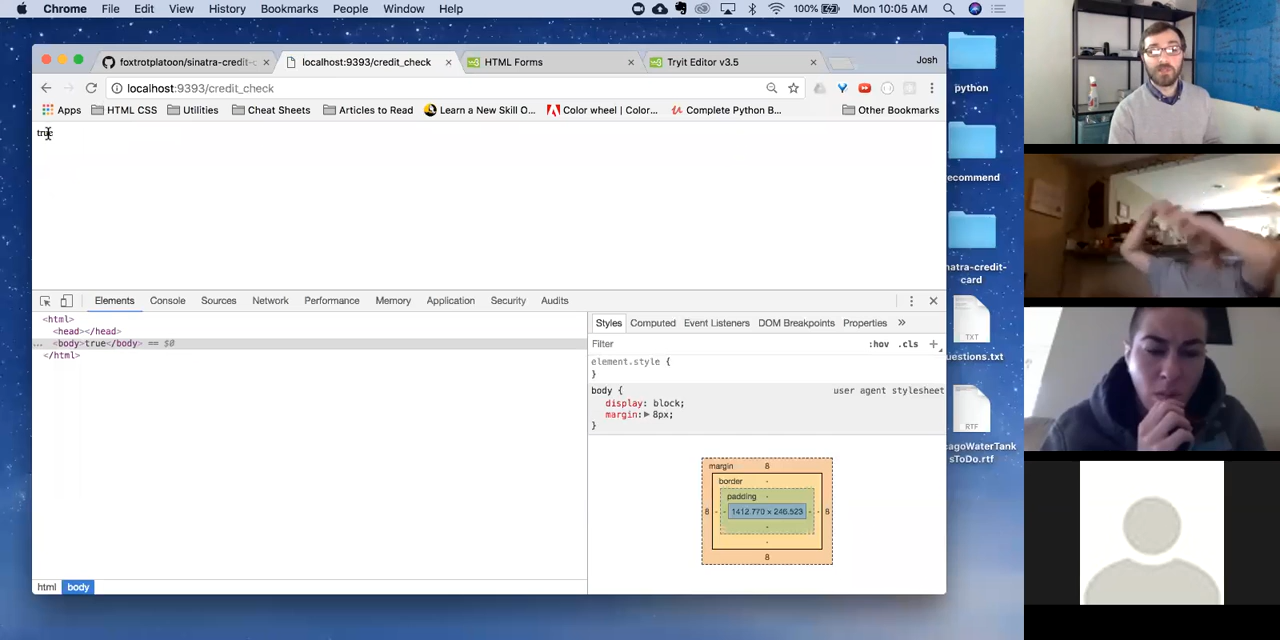 Chrome File Edit View History Bookmarks People Window Help 100% Mon 10:05 AM
foxtrotplatoon/sinatra-credit-c localhost:9393/credit_check HTML Forms Tryit Editor v3.5 Josh
localhost:9393/credit_check
Apps HTML CSS Utilities Cheat Sheets Articles to Read Learn a New Skill O... Color wheel | Color... Complete Python B... Other Bookmarks
true
python
recommend
natra-credit-
card
TXT
uestions.txt
RTF
agoWaterTank
sToDo.rtf
Elements Console Sources Network Performance Memory Application Security Audits
<html>
<head></head>
... <body>true</body> == $0
</html>
html body
Styles Computed Event Listeners DOM Breakpoints Properties »
Filter :hov .cls +
element.style {
}
body { user agent stylesheet
display: block;
margin: 8px;
}
margin 8
border -
padding -
8 - - 1412.770 × 246.523 - - 8
-
-
8